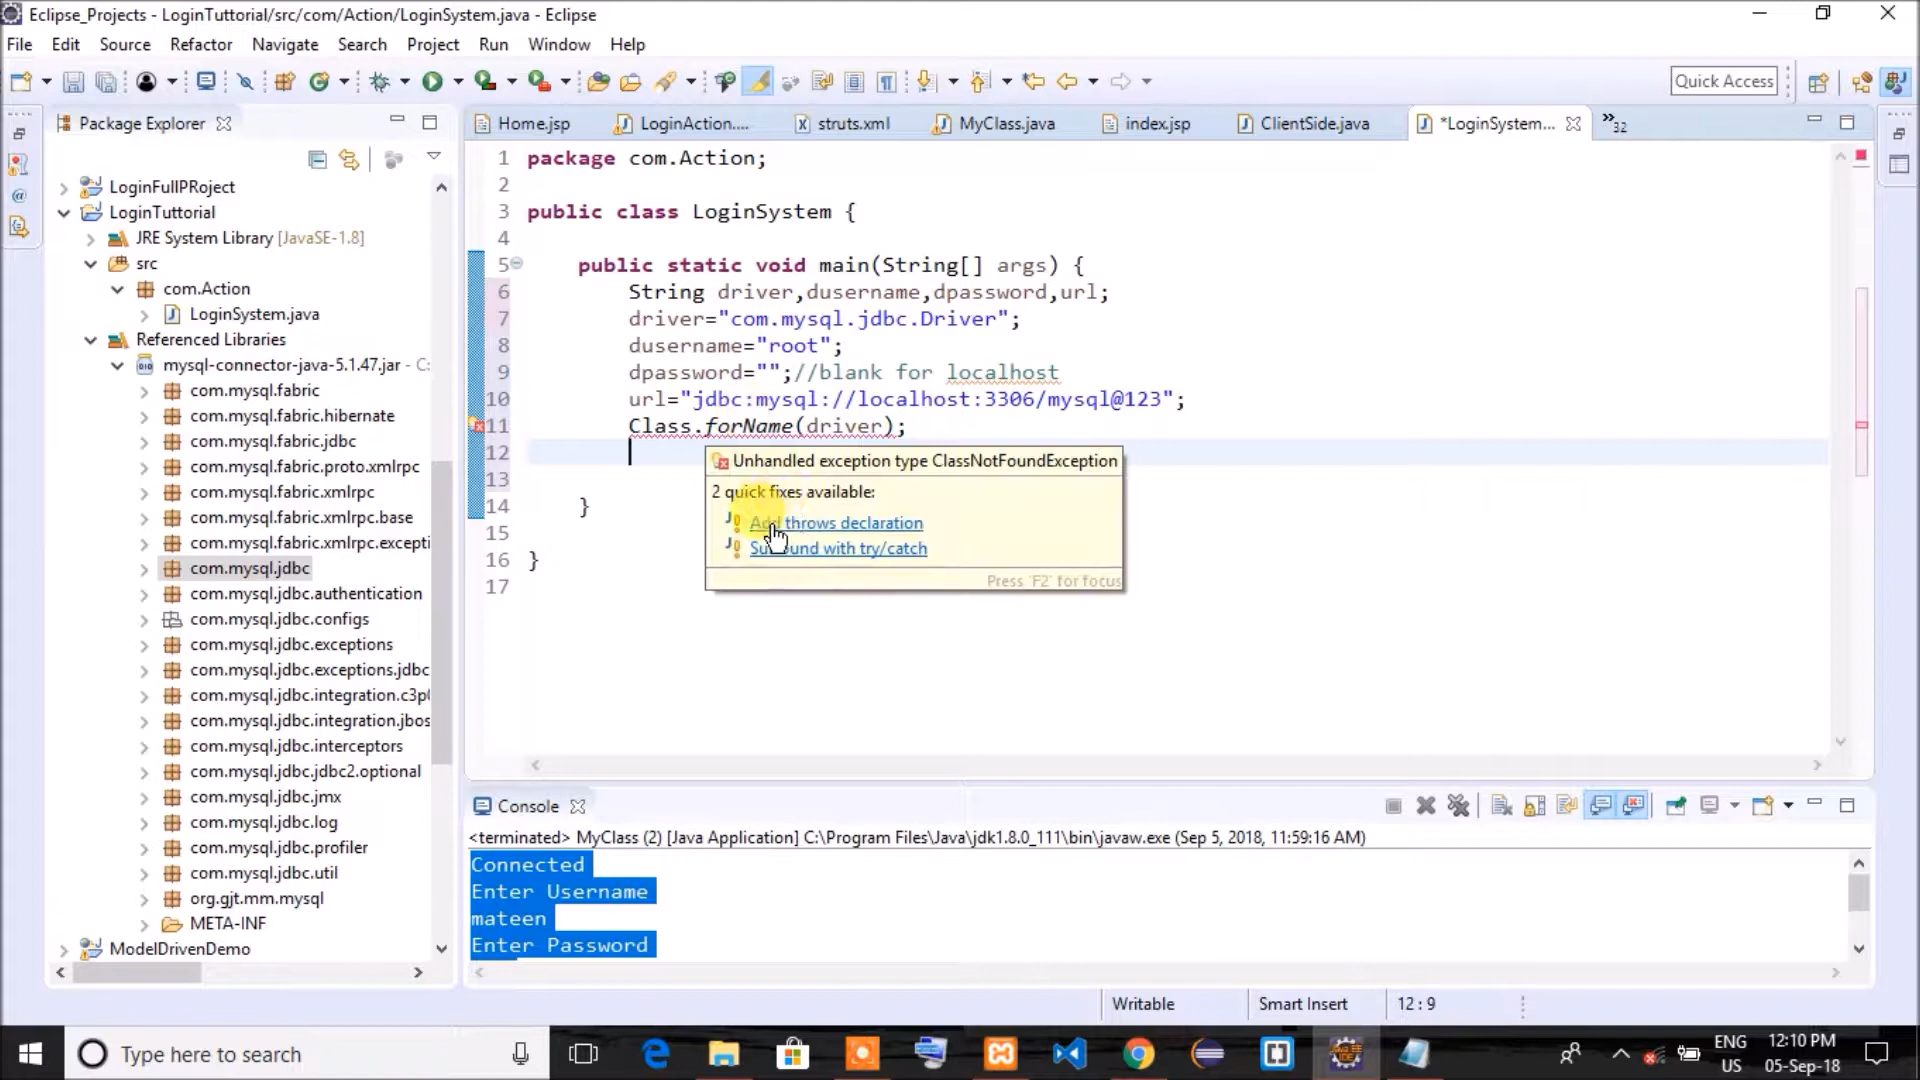 Eclipse_Projects - LoginTuttorial/src/com/Action/LoginSystem.java - Eclipse
File Edit Source Refactor Navigate Search Project Run Window Help
Quick Access
Package Explorer
Home.jsp LoginAction.... struts.xml MyClass.java index.jsp ClientSide.java *LoginSystem... »32
LoginFullPRoject
LoginTuttorial
JRE System Library [JavaSE-1.8]
src
com.Action
LoginSystem.java
Referenced Libraries
mysql-connector-java-5.1.47.jar - C:
com.mysql.fabric
com.mysql.fabric.hibernate
com.mysql.fabric.jdbc
com.mysql.fabric.proto.xmlrpc
com.mysql.fabric.xmlrpc
com.mysql.fabric.xmlrpc.base
com.mysql.fabric.xmlrpc.excepti
com.mysql.jdbc
com.mysql.jdbc.authentication
com.mysql.jdbc.configs
com.mysql.jdbc.exceptions
com.mysql.jdbc.exceptions.jdbc
com.mysql.jdbc.integration.c3p0
com.mysql.jdbc.integration.jbos
com.mysql.jdbc.interceptors
com.mysql.jdbc.jdbc2.optional
com.mysql.jdbc.jmx
com.mysql.jdbc.log
com.mysql.jdbc.profiler
com.mysql.jdbc.util
org.gjt.mm.mysql
META-INF
ModelDrivenDemo
1 package com.Action;
2
3 public class LoginSystem {
4
5 public static void main(String[] args) {
6 String driver,dusername,dpassword,url;
7 driver="com.mysql.jdbc.Driver";
8 dusername="root";
9 dpassword="";//blank for localhost
10 url="jdbc:mysql://localhost:3306/mysql@123";
11 Class.forName(driver);
12
13
14 }
15
16 }
17
Unhandled exception type ClassNotFoundException
2 quick fixes available:
Add throws declaration
Surround with try/catch
Press 'F2' for focus
Console
<terminated> MyClass (2) [Java Application] C:\Program Files\Java\jdk1.8.0_111\bin\javaw.exe (Sep 5, 2018, 11:59:16 AM)
Connected
Enter Username
mateen
Enter Password
Writable Smart Insert 12 : 9
Type here to search
ENG
US
12:10 PM
05-Sep-18